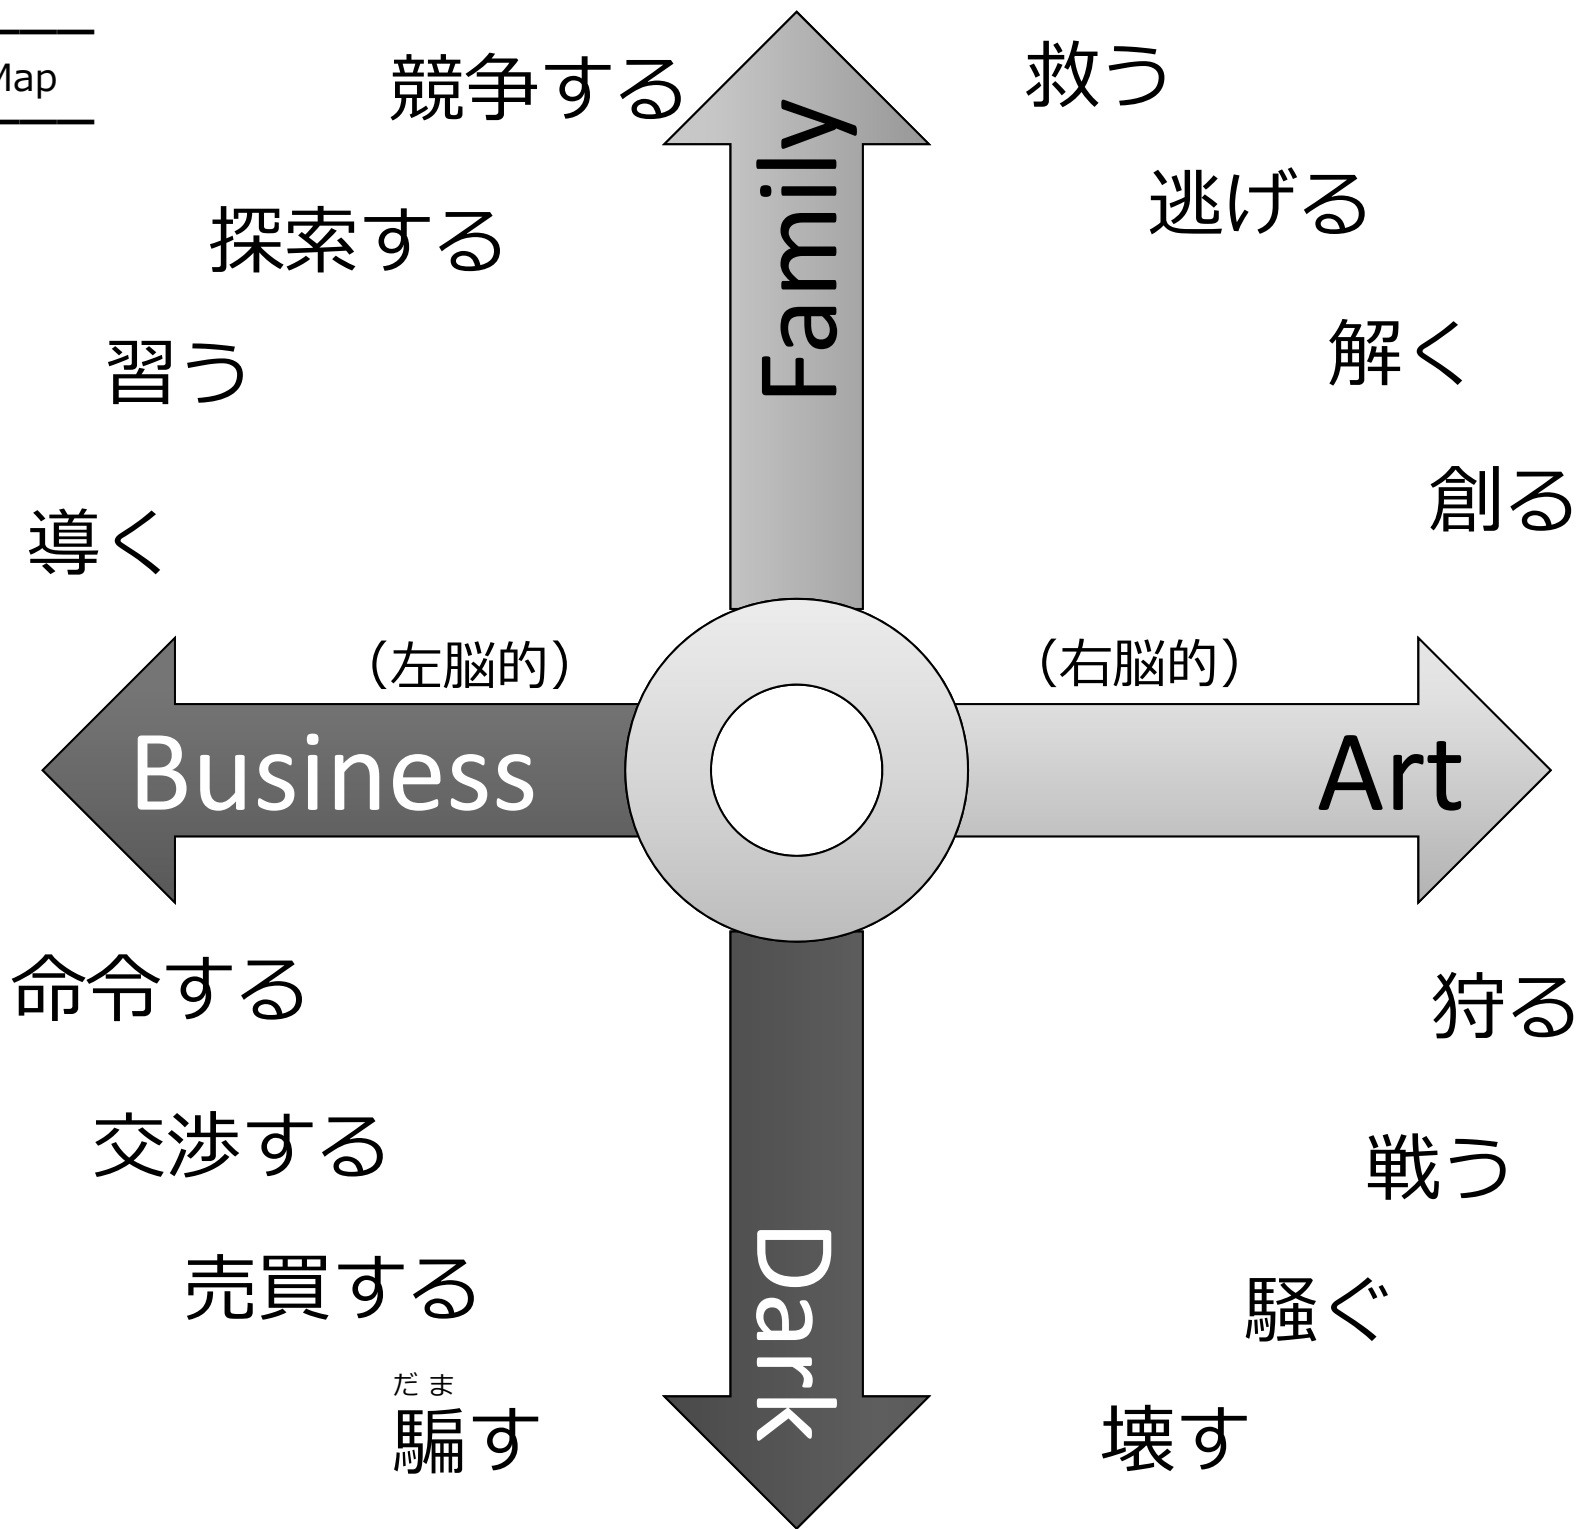 Map
競争する
救う
探索する
逃げる
Family
習う
解く
導く
創る
（左脳的）
（右脳的）
Business
Art
命令する
狩る
交渉する
戦う
売買する
騒ぐ
Dark
だま
騙す
壊す